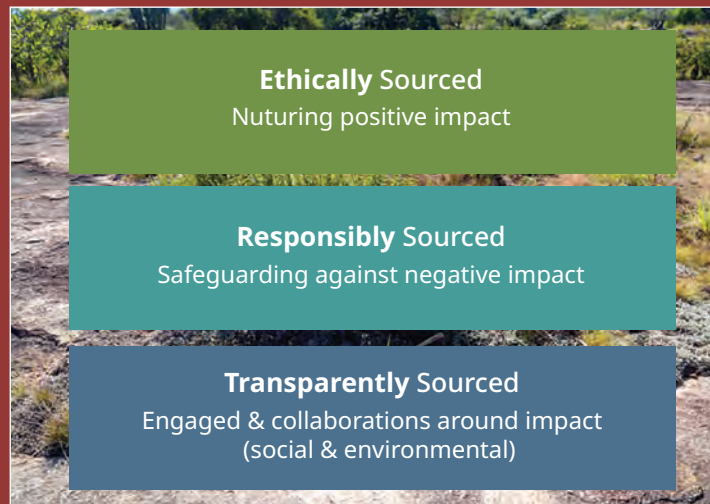 Ethically Sourced
Nuturing positive impact
Responsibly Sourced
Safeguarding against negative impact
Transparently Sourced
Engaged & collaborations around impact
(social & environmental)